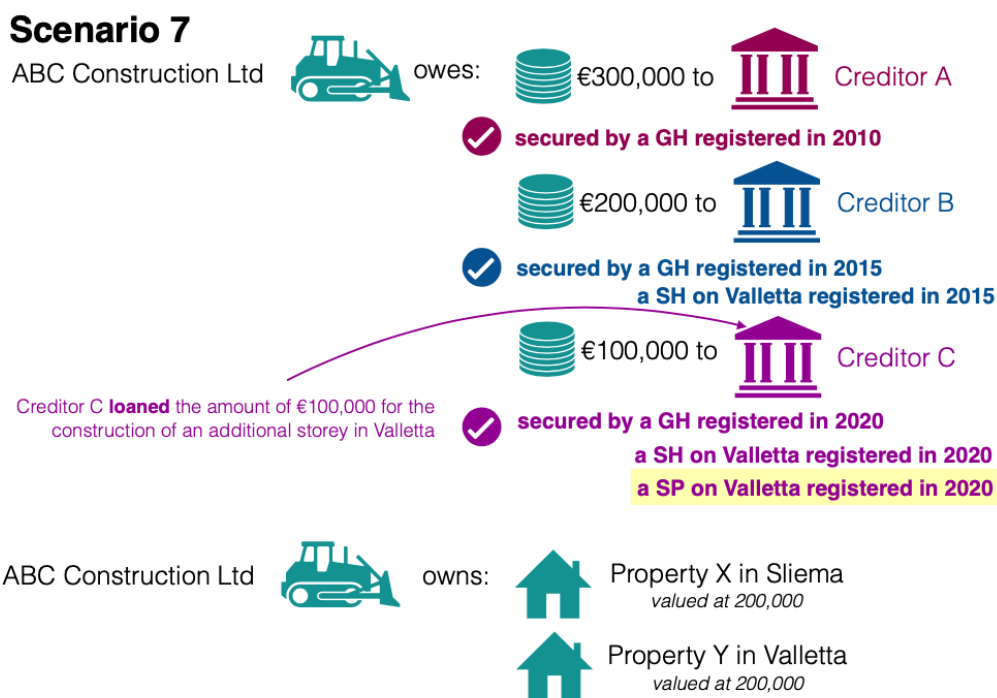 Scenario 7
ABC Construction Ltd owes: €300,000 to Creditor A
secured by a GH registered in 2010
€200,000 to Creditor B
secured by a GH registered in 2015
a SH on Valletta registered in 2015
€100,000 to Creditor C
Creditor C loaned the amount of €100,000 for the
construction of an additional storey in Valletta
secured by a GH registered in 2020
a SH on Valletta registered in 2020
a SP on Valletta registered in 2020
ABC Construction Ltd owns: Property X in Sliema
valued at 200,000
Property Y in Valletta
valued at 200,000